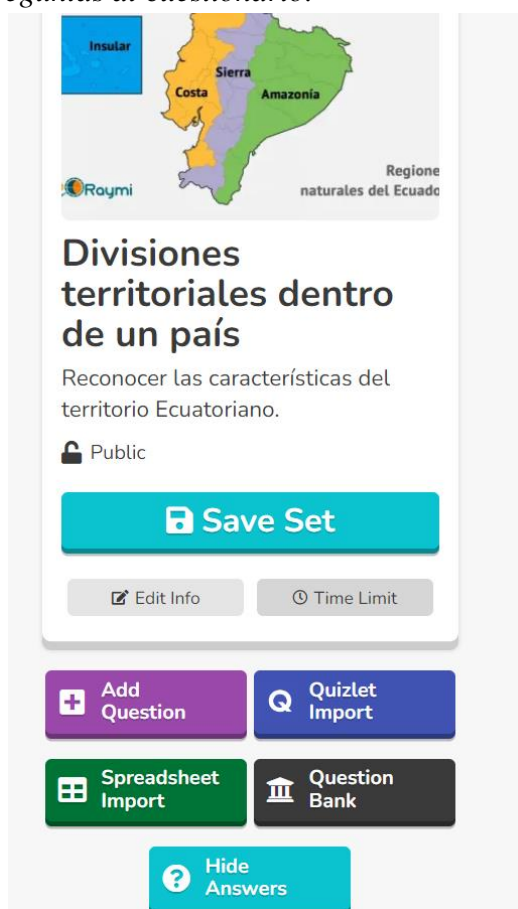 Insular
Sierra
Costa
Amazonía
Raymi
Regione
naturales del Ecuado
Divisiones
territoriales dentro
de un país
Reconocer las características del
territorio Ecuatoriano.
Public
Save Set
Edit Info
Time Limit
Add
Question
Quizlet
Import
Spreadsheet
Import
Question
Bank
Hide
Answers